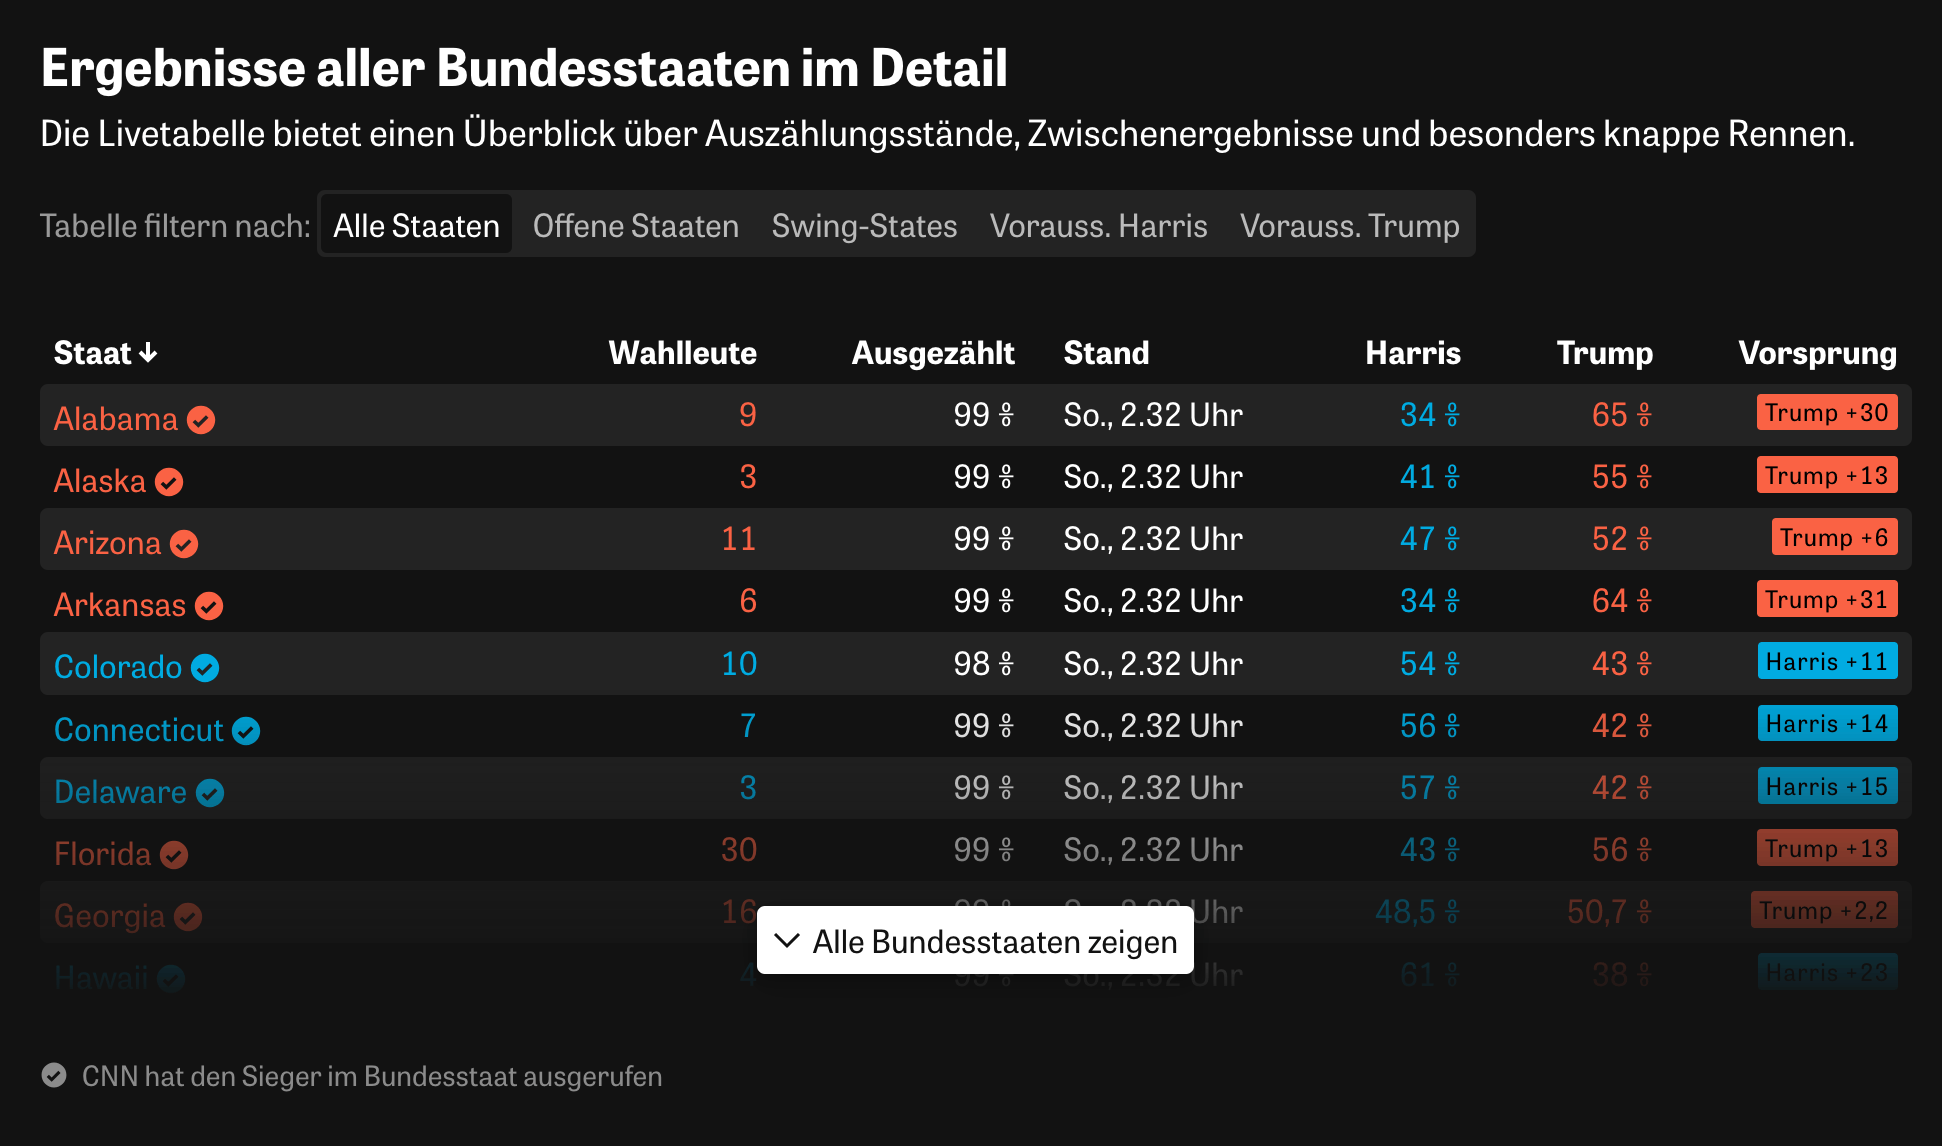 Ergebnisse aller Bundesstaaten im Detail
Die Livetabelle bietet einen Überblick über Auszählungsstände, Zwischenergebnisse und besonders knappe Rennen.
Tabelle filtern nach: Alle Staaten Offene Staaten Swing-States Vorauss. Harris Vorauss. Trump
Staat ↓ Wahlleute Ausgezählt Stand Harris Trump Vorsprung
Alabama 9 99 % So., 2.32 Uhr 34 % 65 % Trump +30
Alaska 3 99 % So., 2.32 Uhr 41 % 55 % Trump +13
Arizona 11 99 % So., 2.32 Uhr 47 % 52 % Trump +6
Arkansas 6 99 % So., 2.32 Uhr 34 % 64 % Trump +31
Colorado 10 98 % So., 2.32 Uhr 54 % 43 % Harris +11
Connecticut 7 99 % So., 2.32 Uhr 56 % 42 % Harris +14
Delaware 3 99 % So., 2.32 Uhr 57 % 42 % Harris +15
Florida 30 99 % So., 2.32 Uhr 43 % 56 % Trump +13
Georgia 16 Uhr 48,5 % 50,7 % Trump +2,2
Hawaii 4 99 % So., 2.32 Uhr 61 % 38 % Harris +23
Alle Bundesstaaten zeigen
CNN hat den Sieger im Bundesstaat ausgerufen